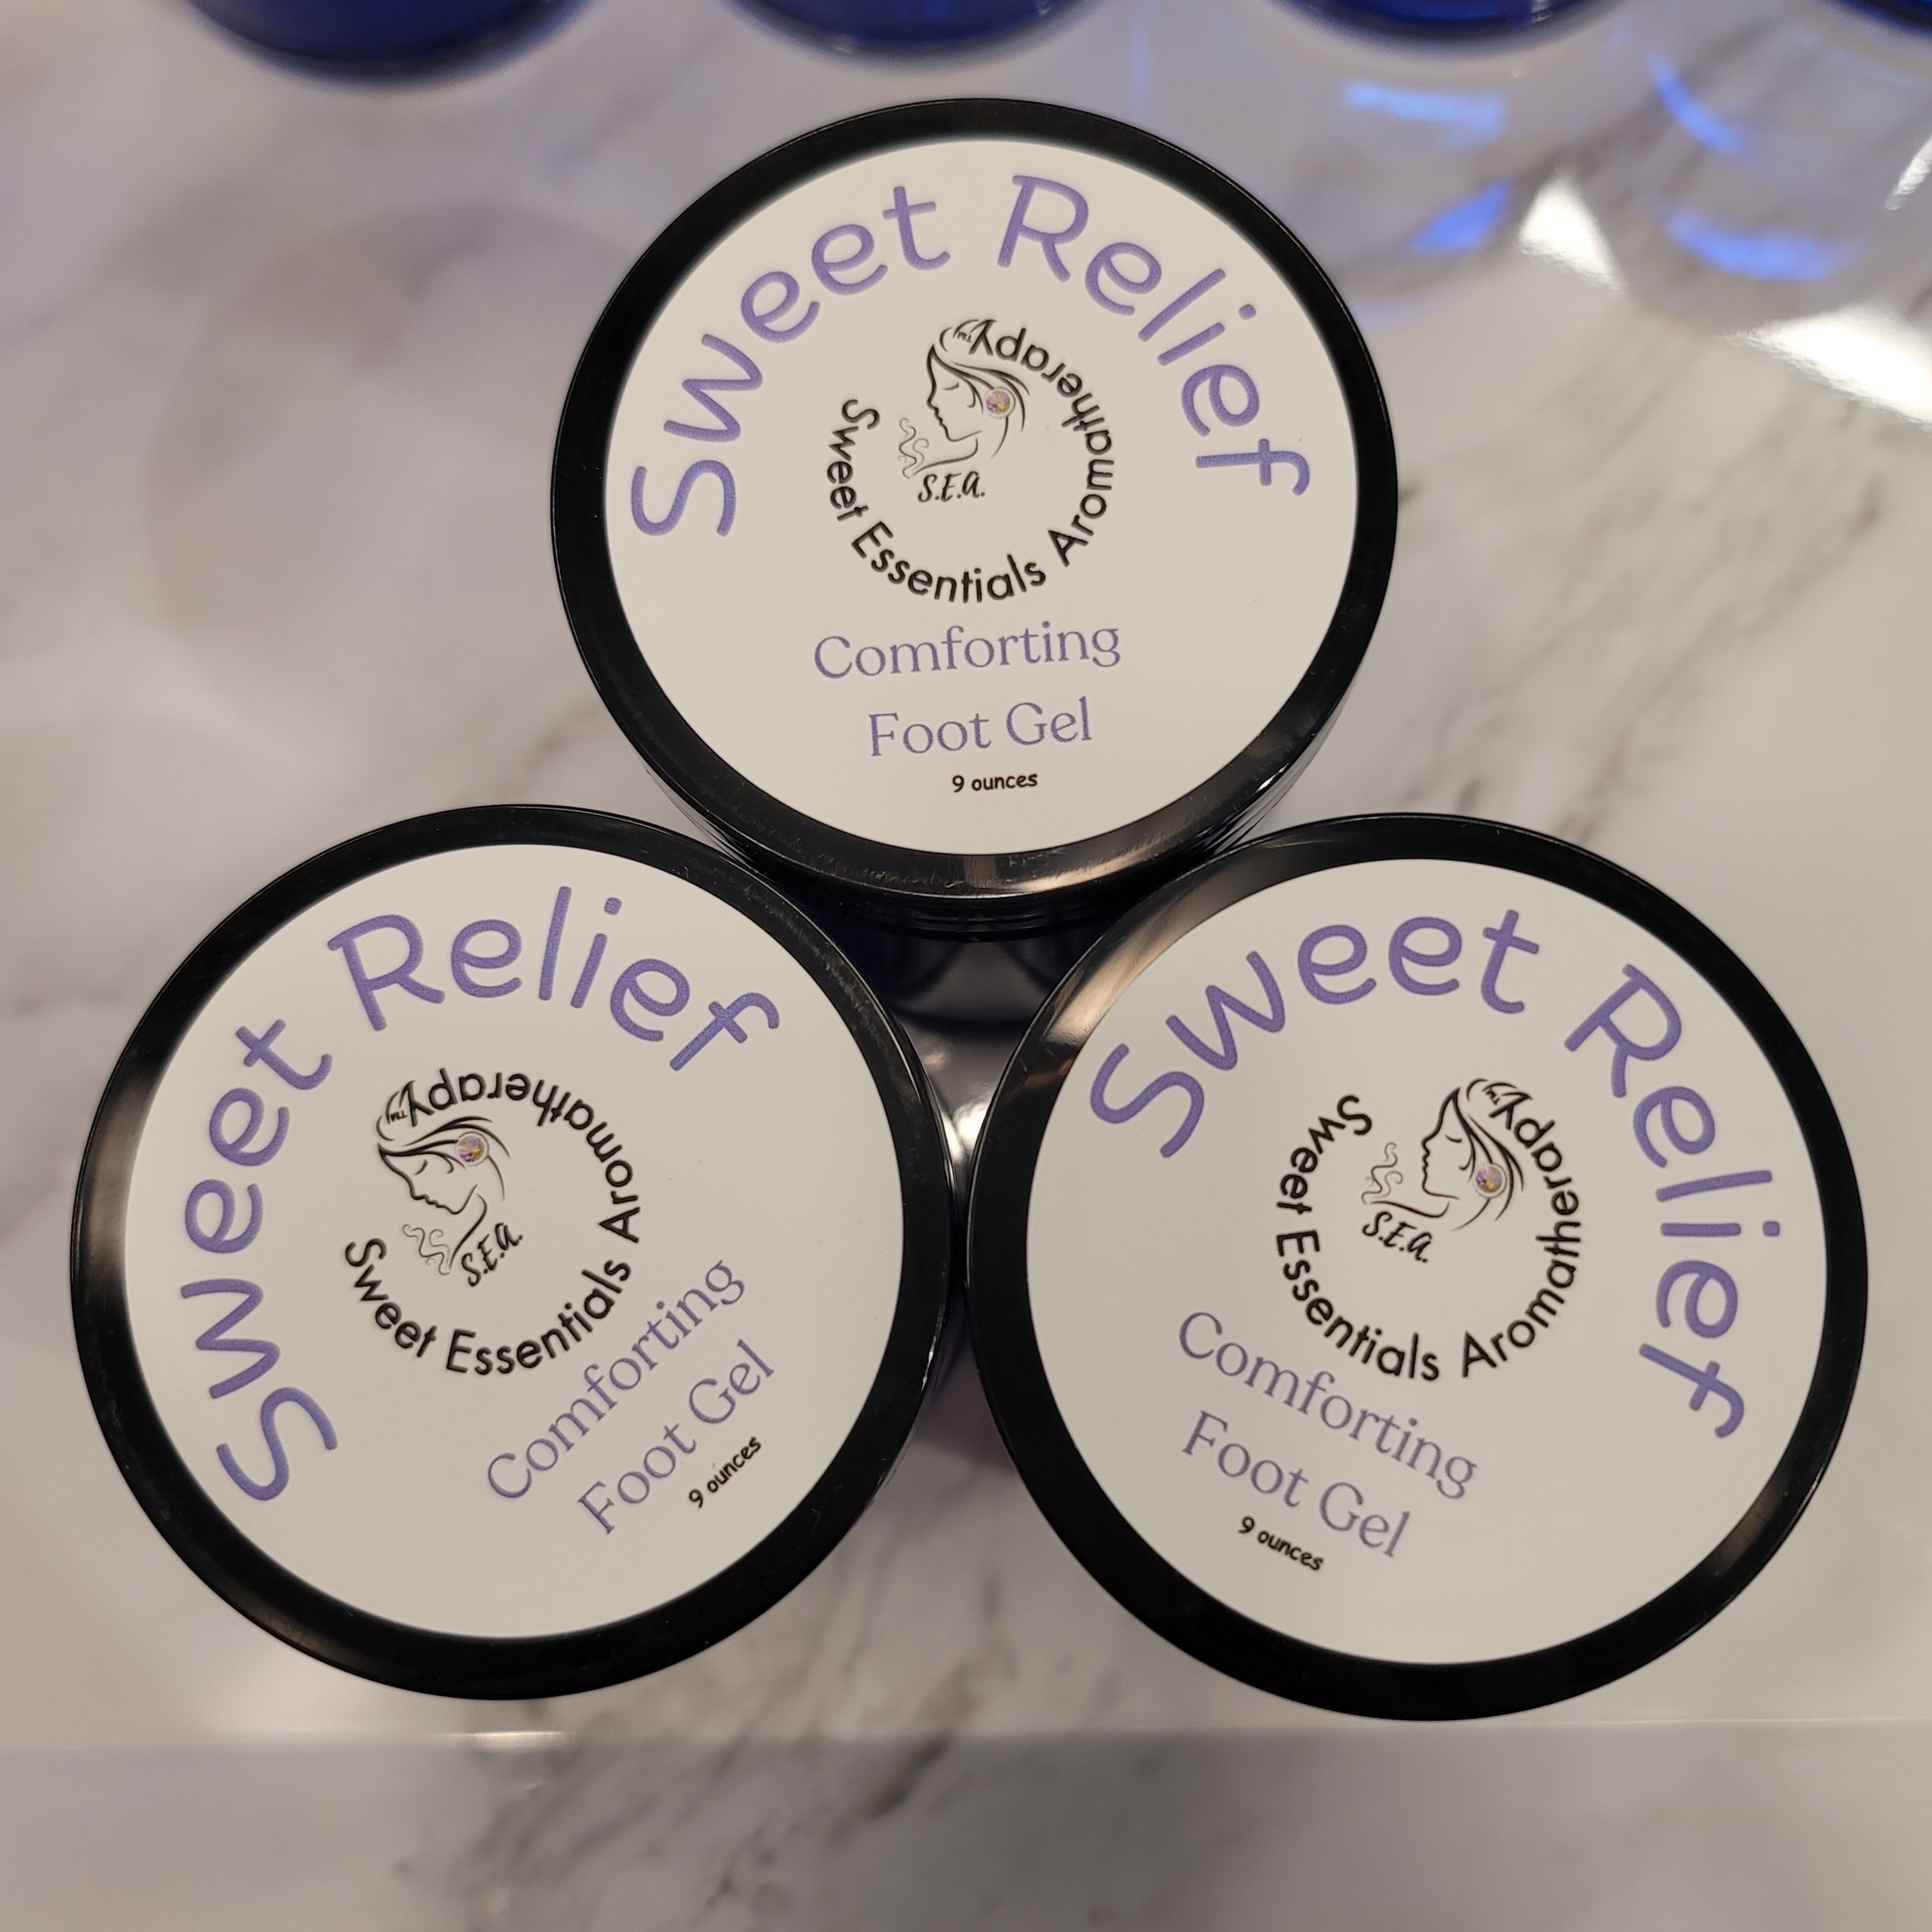 Sweet Relief
Sweet Essentials Aromatherapy™
S.E.A.
Comforting
Foot Gel
9 ounces
Sweet Relief
Sweet Essentials Aromatherapy™
S.E.A.
Comforting
Foot Gel
9 ounces
Sweet Relief
Sweet Essentials Aromatherapy™
S.E.A.
Comforting
Foot Gel
9 ounces